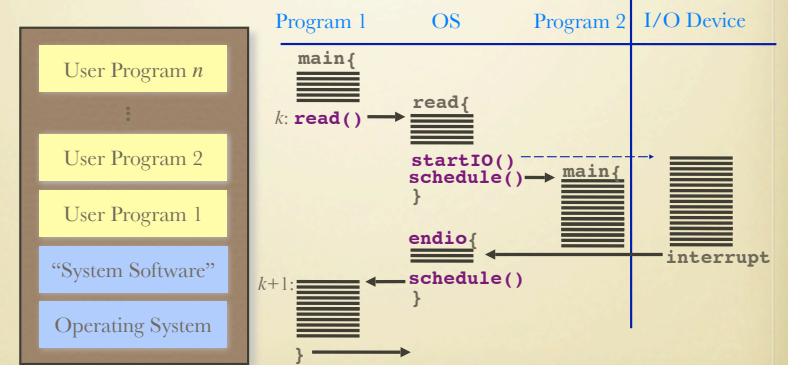 User Program n
⋮
User Program 2
User Program 1
“System Software”
Operating System
Program 1 OS Program 2 I/O Device
main{
k: read()
read{
startIO()
schedule()
}
main{
endio{
interrupt
k+1:
schedule()
}
}